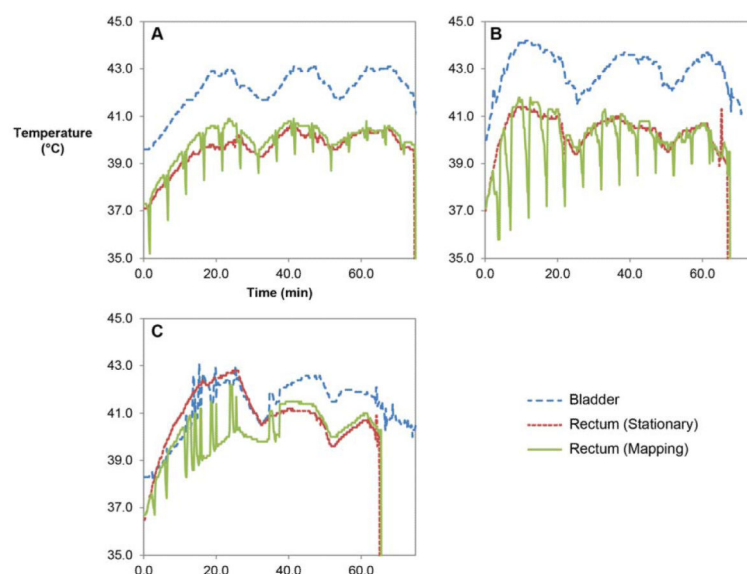 A
B
45.0
43.0
41.0
39.0
37.0
35.0
Temperature
(°C)
45.0
43.0
41.0
39.0
37.0
35.0
0.0 20.0 40.0 60.0
Time (min)
0.0 20.0 40.0 60.0
C
45.0
43.0
41.0
39.0
37.0
35.0
0.0 20.0 40.0 60.0
Bladder
Rectum (Stationary)
Rectum (Mapping)